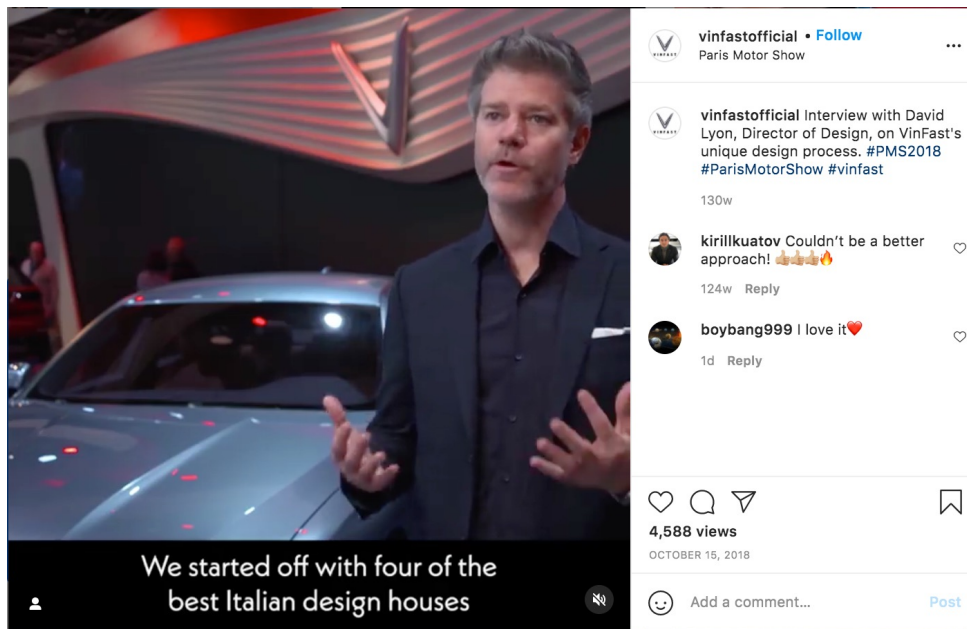 We started off with four of the
best Italian design houses
VINFAST
vinfastofficial • Follow
Paris Motor Show
VINFAST
vinfastofficial Interview with David
Lyon, Director of Design, on VinFast's
unique design process. #PMS2018
#ParisMotorShow #vinfast
130w
kirillkuatov Couldn't be a better
approach! 👍🏼👍🏼👍🏼🔥
124w Reply
boybang999 I love it❤️
1d Reply
4,588 views
OCTOBER 15, 2018
Add a comment...
Post